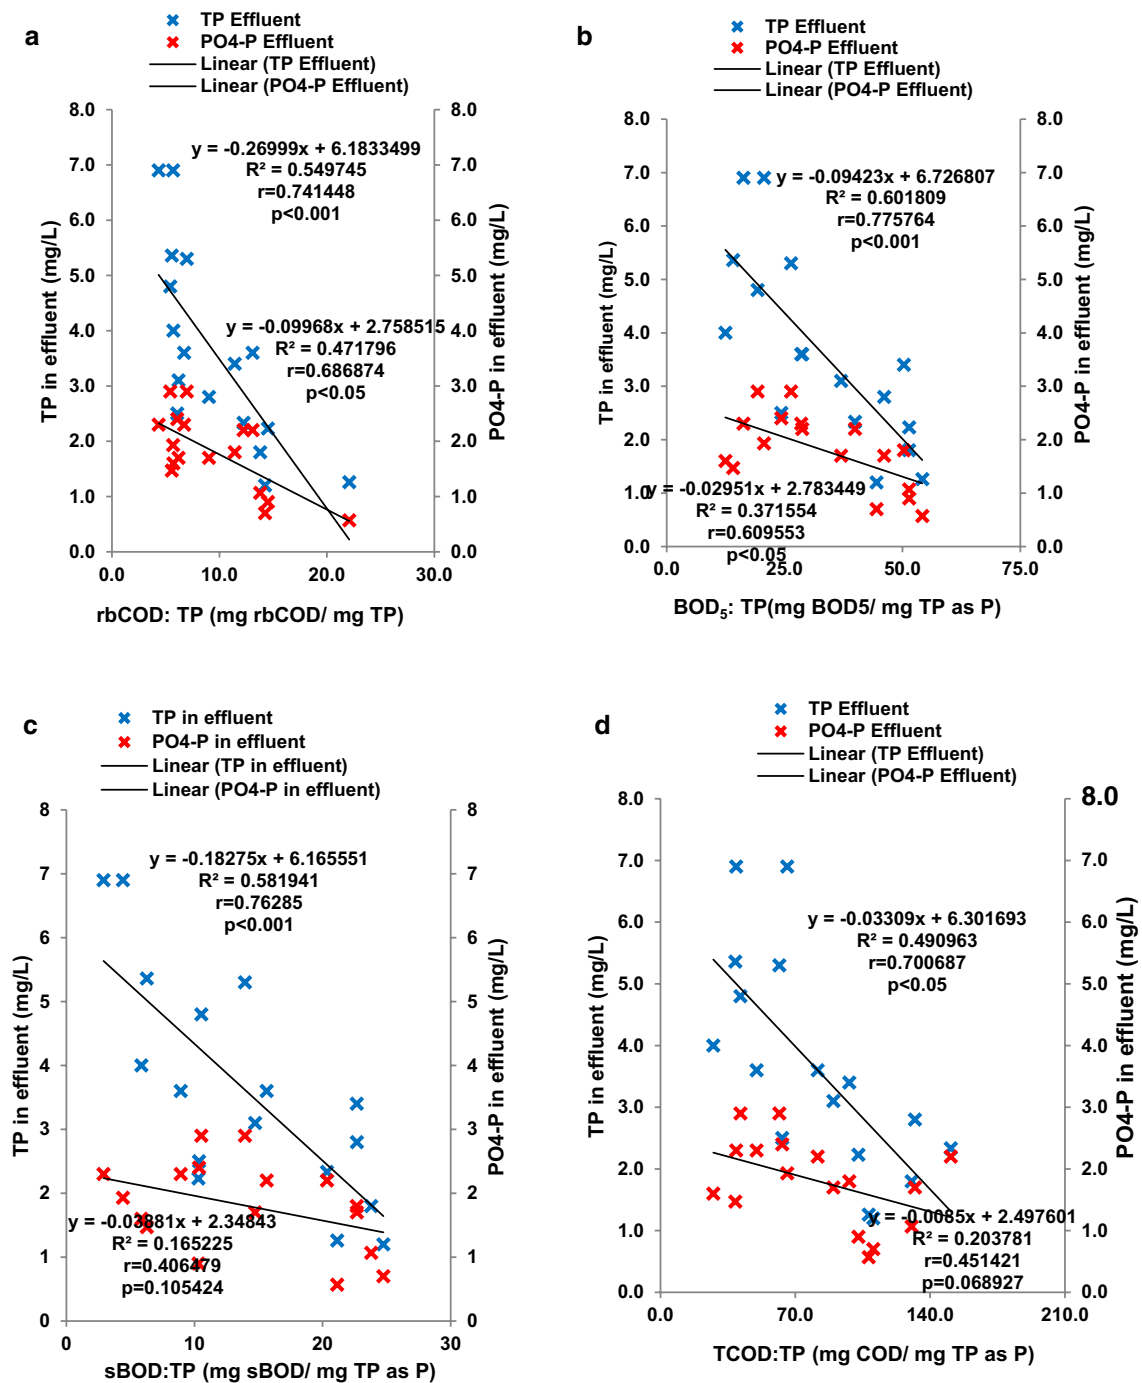 a
TP Effluent
PO4-P Effluent
Linear (TP Effluent)
Linear (PO4-P Effluent)
8.0
7.0
6.0
5.0
4.0
3.0
2.0
1.0
0.0
8.0
7.0
6.0
5.0
4.0
3.0
2.0
1.0
0.0
y = -0.26999x + 6.1833499
R² = 0.549745
r=0.741448
p<0.001
y = -0.09968x + 2.758515
R² = 0.471796
r=0.686874
p<0.05
TP in effluent (mg/L)
PO4-P in effluent (mg/L)
0.0 10.0 20.0 30.0
rbCOD: TP (mg rbCOD/ mg TP)
b
TP Effluent
PO4-P Effluent
Linear (TP Effluent)
Linear (PO4-P Effluent)
8.0
7.0
6.0
5.0
4.0
3.0
2.0
1.0
0.0
8.0
7.0
6.0
5.0
4.0
3.0
2.0
1.0
0.0
y = -0.09423x + 6.726807
R² = 0.601809
r=0.775764
p<0.001
y = -0.02951x + 2.783449
R² = 0.371554
r=0.609553
p<0.05
TP in effluent (mg/L)
PO4-P in effluent (mg/L)
0.0 25.0 50.0 75.0
BOD₅: TP(mg BOD5/ mg TP as P)
c
TP in effluent
PO4-P in effluent
Linear (TP in effluent)
Linear (PO4-P in effluent)
8
7
6
5
4
3
2
1
0
8
7
6
5
4
3
2
1
0
y = -0.18275x + 6.165551
R² = 0.581941
r=0.76285
p<0.001
y = -0.03881x + 2.34843
R² = 0.165225
r=0.406479
p=0.105424
TP in effluent (mg/L)
PO4-P in effluent (mg/L)
0 10 20 30
sBOD:TP (mg sBOD/ mg TP as P)
d
TP Effluent
PO4-P Effluent
Linear (TP Effluent)
Linear (PO4-P Effluent)
8.0
7.0
6.0
5.0
4.0
3.0
2.0
1.0
0.0
8.0
7.0
6.0
5.0
4.0
3.0
2.0
1.0
0.0
y = -0.03309x + 6.301693
R² = 0.490963
r=0.700687
p<0.05
y = -0.0085x + 2.497601
R² = 0.203781
r=0.451421
p=0.068927
TP in effluent (mg/L)
PO4-P in effluent (mg/L)
0.0 70.0 140.0 210.0
TCOD:TP (mg COD/ mg TP as P)